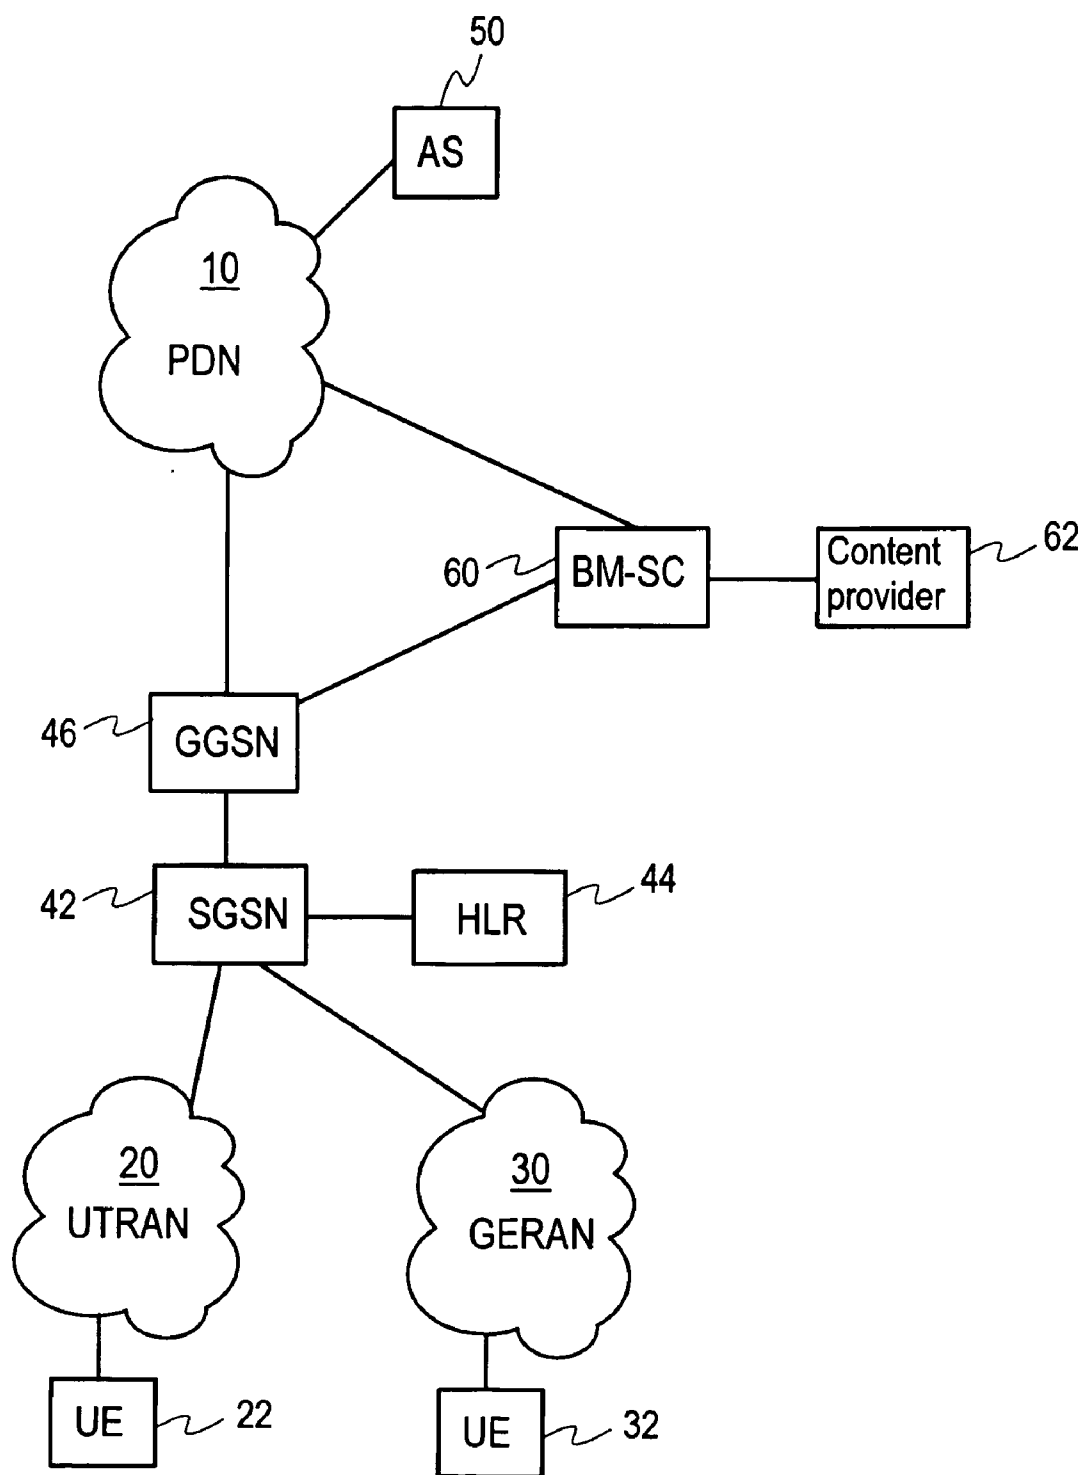 50
AS
10
PDN
60
BM-SC
Content
provider
62
46
GGSN
42
SGSN
HLR
44
20
UTRAN
30
GERAN
UE
22
UE
32